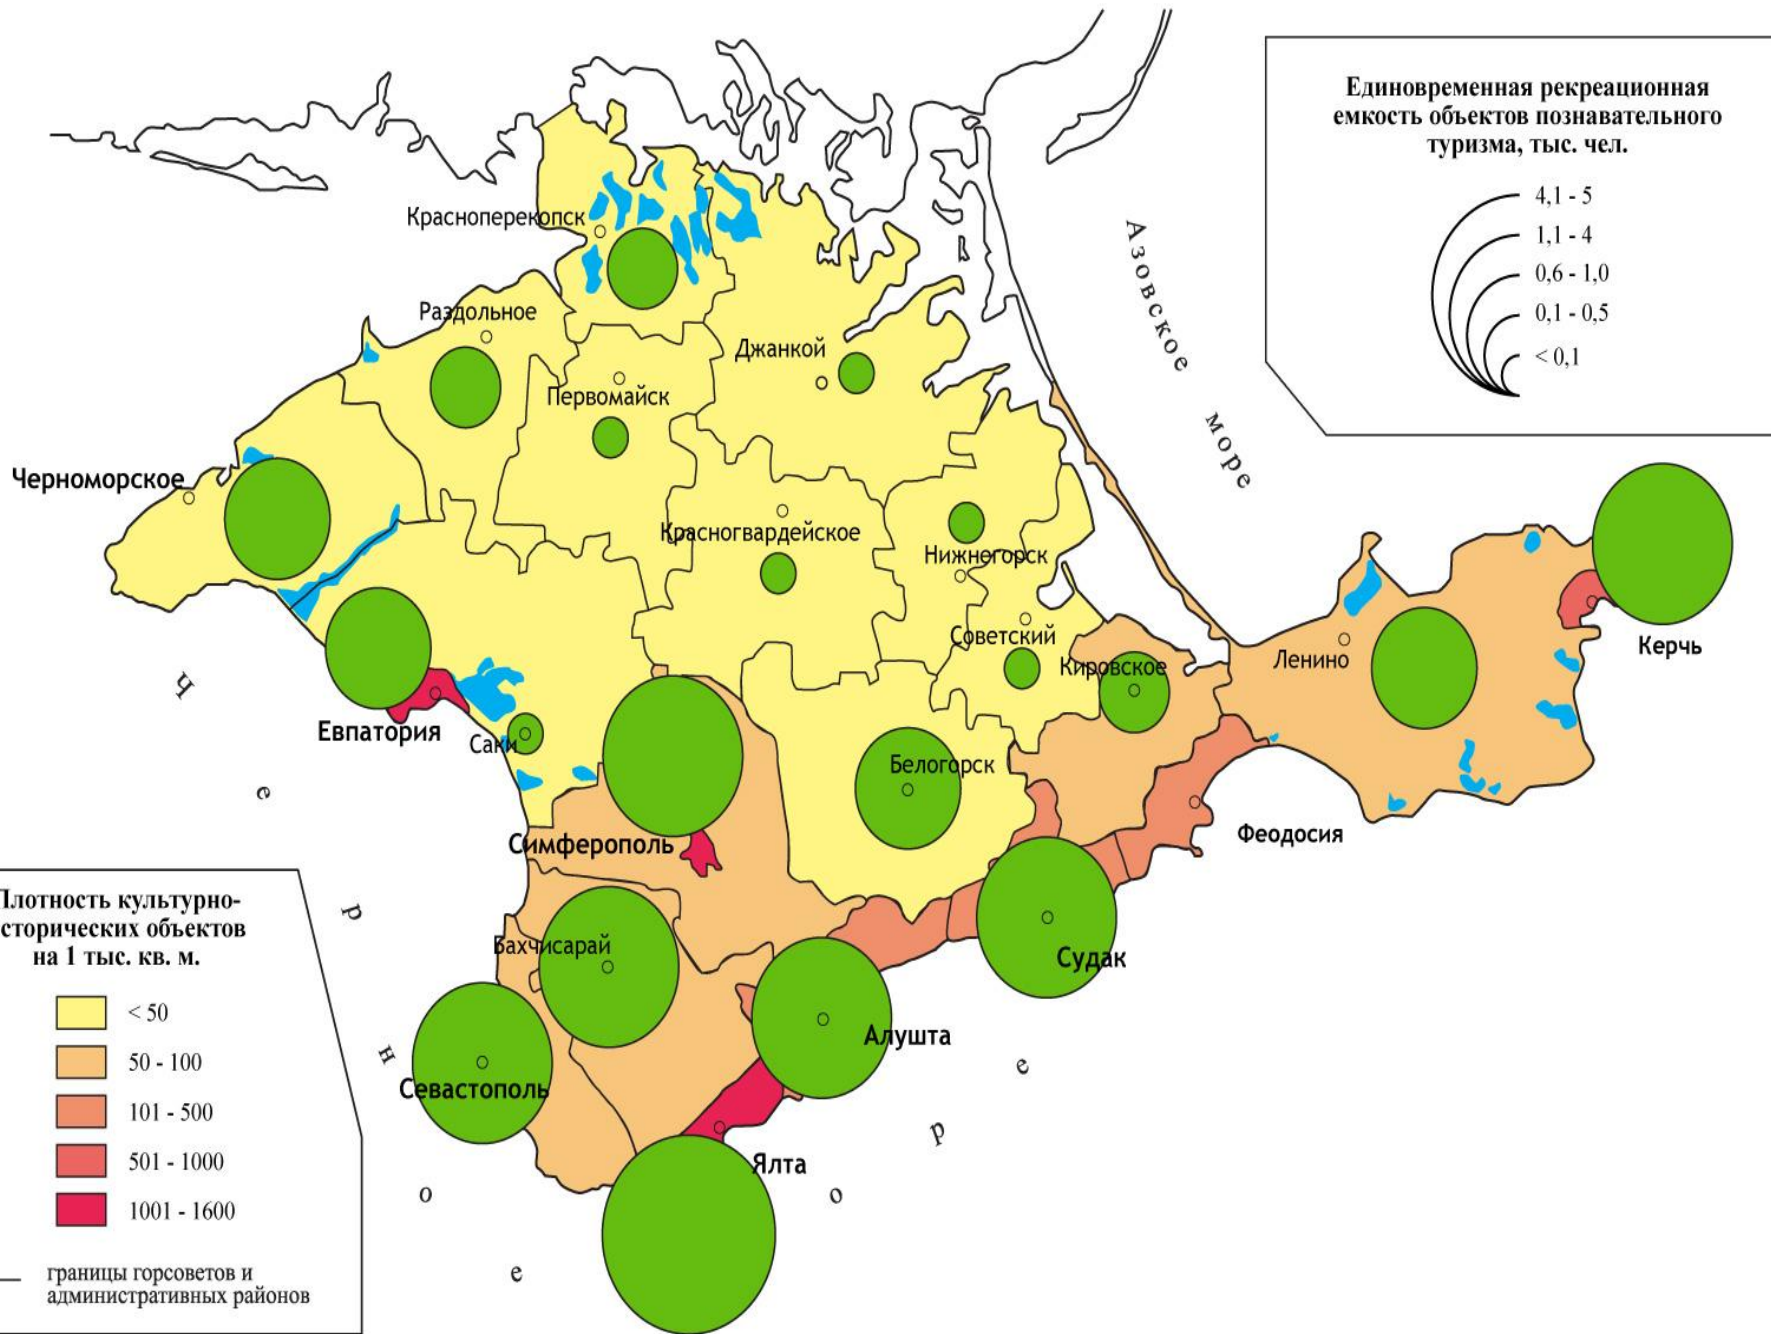 Единовременная рекреационная
емкость объектов познавательного
туризма, тыс. чел.
4,1 - 5
1,1 - 4
0,6 - 1,0
0,1 - 0,5
< 0,1
Азовское море
Красноперекопск
Раздольное
Джанкой
Первомайск
Черноморское
Красногвардейское
Нижнегорск
Советский
Кировское
Ленино
Керчь
Евпатория
Саки
Белогорск
Феодосия
Симферополь
Бахчисарай
Судак
Алушта
Севастополь
Ялта
Черное
оре
Плотность культурно-
сторических объектов
на 1 тыс. кв. м.
< 50
50 - 100
101 - 500
501 - 1000
1001 - 1600
границы горсоветов и
административных районов